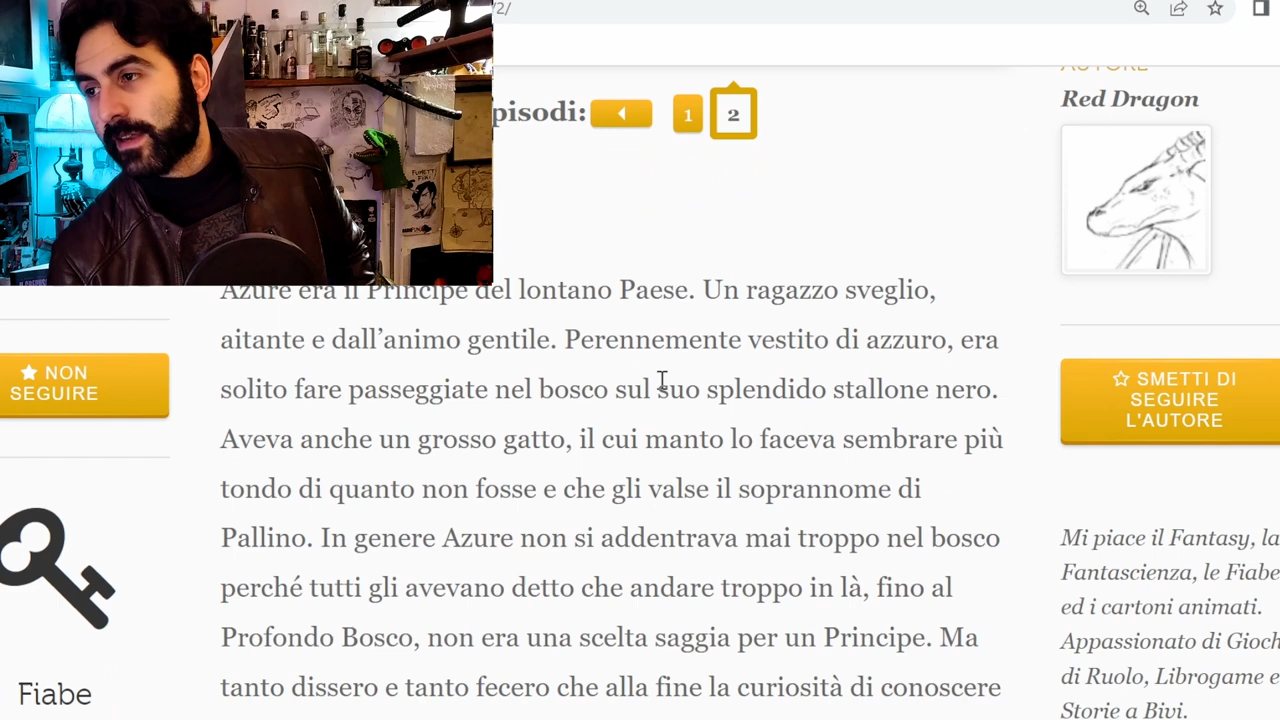 2/
pisodi:
1
2
AUTORE
Red Dragon
Azure era il Principe del lontano Paese. Un ragazzo sveglio,
aitante e dall’animo gentile. Perennemente vestito di azzuro, era
solito fare passeggiate nel bosco sul suo splendido stallone nero.
Aveva anche un grosso gatto, il cui manto lo faceva sembrare più
tondo di quanto non fosse e che gli valse il soprannome di
Pallino. In genere Azure non si addentrava mai troppo nel bosco
perché tutti gli avevano detto che andare troppo in là, fino al
Profondo Bosco, non era una scelta saggia per un Principe. Ma
tanto dissero e tanto fecero che alla fine la curiosità di conoscere
NON
SEGUIRE
Fiabe
SMETTI DI
SEGUIRE
L'AUTORE
Mi piace il Fantasy, la
Fantascienza, le Fiabe
ed i cartoni animati.
Appassionato di Gioch
di Ruolo, Librogame e
Storie a Bivi.
FUMETTI